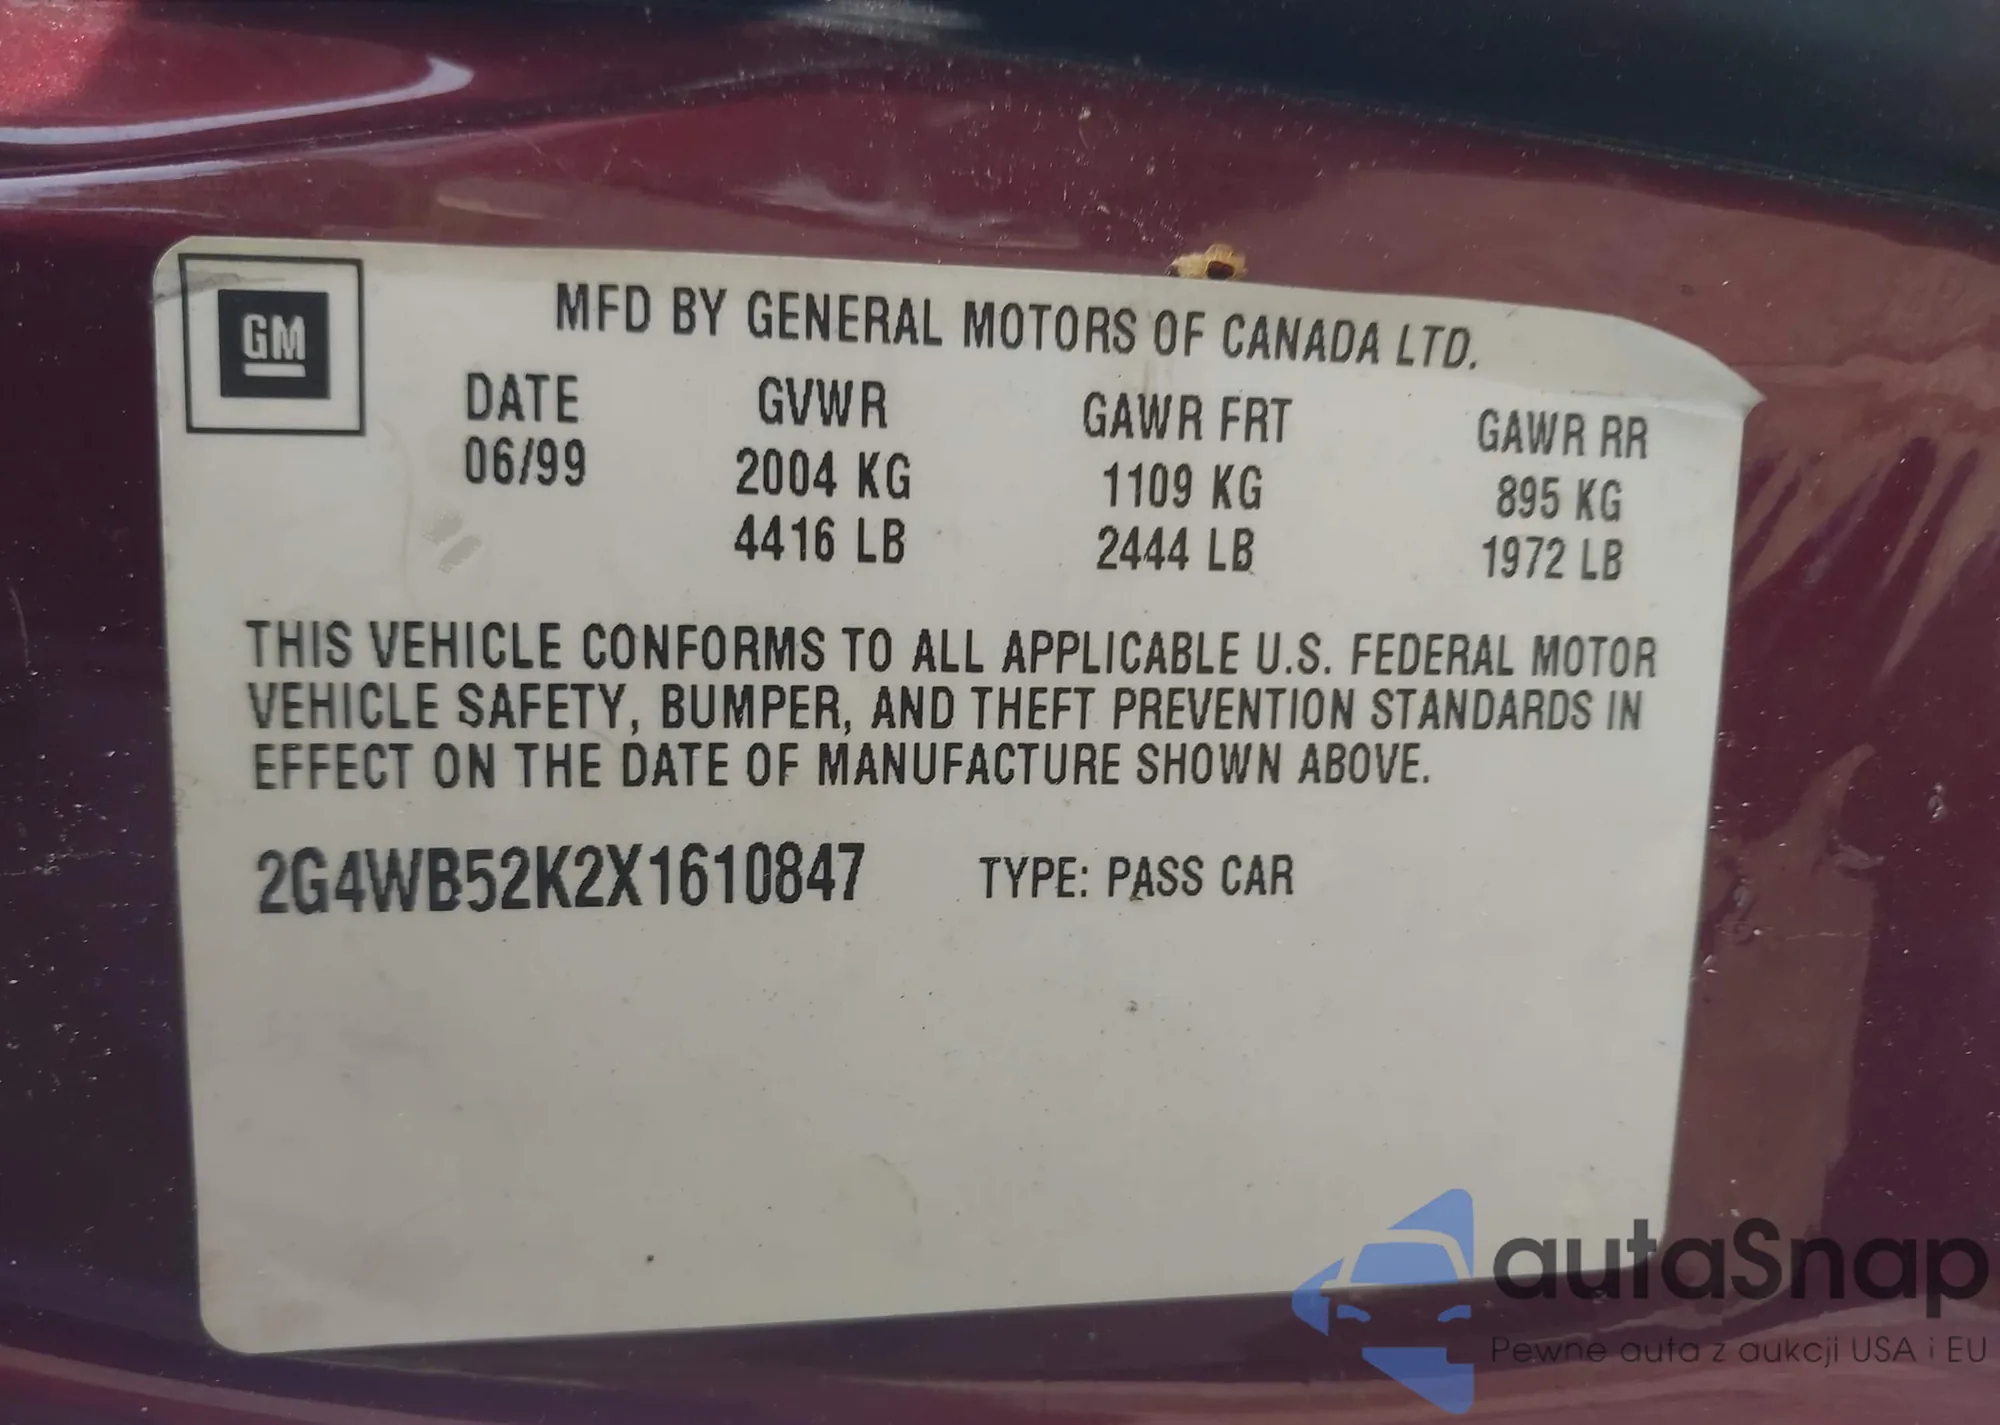 GM
MFD BY GENERAL MOTORS OF CANADA LTD.
DATE GVWR GAWR FRT GAWR RR
06/99 2004 KG 1109 KG 895 KG
4416 LB 2444 LB 1972 LB
THIS VEHICLE CONFORMS TO ALL APPLICABLE U.S. FEDERAL MOTOR
VEHICLE SAFETY, BUMPER, AND THEFT PREVENTION STANDARDS IN
EFFECT ON THE DATE OF MANUFACTURE SHOWN ABOVE.
2G4WB52K2X1610847 TYPE: PASS CAR
autaSnap
Pewne auta z aukcji USA i EU